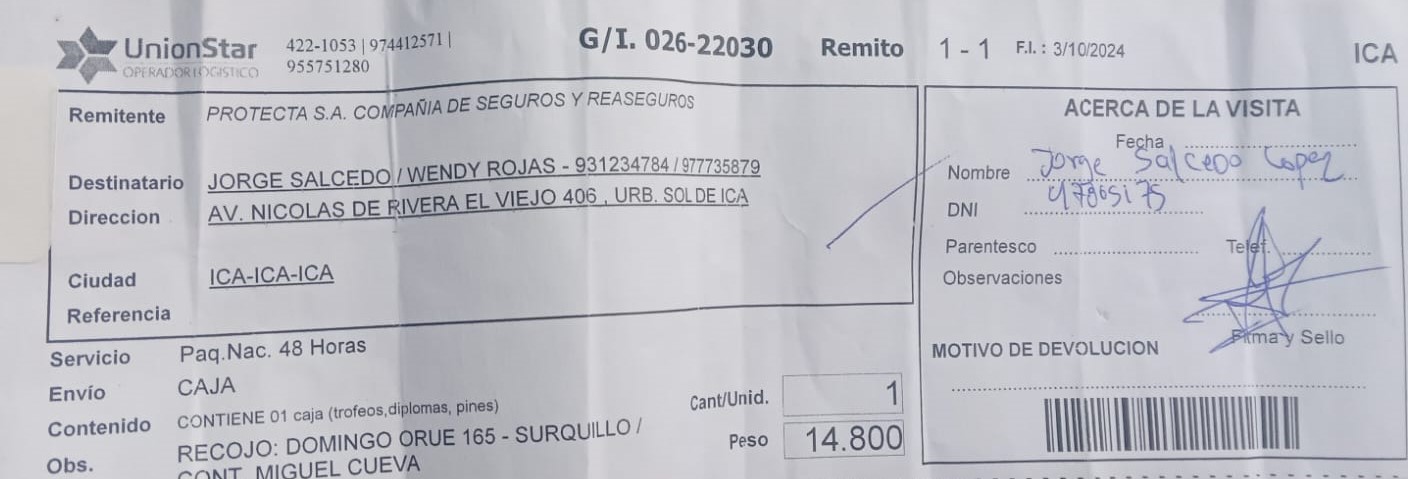 UnionStar
OPERADOR LOGISTICO
422-1053 | 974412571 |
955751280
G/I. 026-22030 Remito 1 - 1 F.I. : 3/10/2024 ICA
Remitente PROTECTA S.A. COMPAÑIA DE SEGUROS Y REASEGUROS
Destinatario JORGE SALCEDO / WENDY ROJAS - 931234784 / 977735879
Direccion AV. NICOLAS DE RIVERA EL VIEJO 406 , URB. SOL DE ICA
Ciudad ICA-ICA-ICA
Referencia
ACERCA DE LA VISITA
Fecha
Nombre Jorge Salcedo Lopez
DNI 417865175
Parentesco Telef.
Observaciones
Firma y Sello
MOTIVO DE DEVOLUCION
Servicio Paq.Nac. 48 Horas
Envío CAJA
Contenido CONTIENE 01 caja (trofeos,diplomas, pines)
Obs. RECOJO: DOMINGO ORUE 165 - SURQUILLO /
CONT. MIGUEL CUEVA
Cant/Unid. 1
Peso 14.800